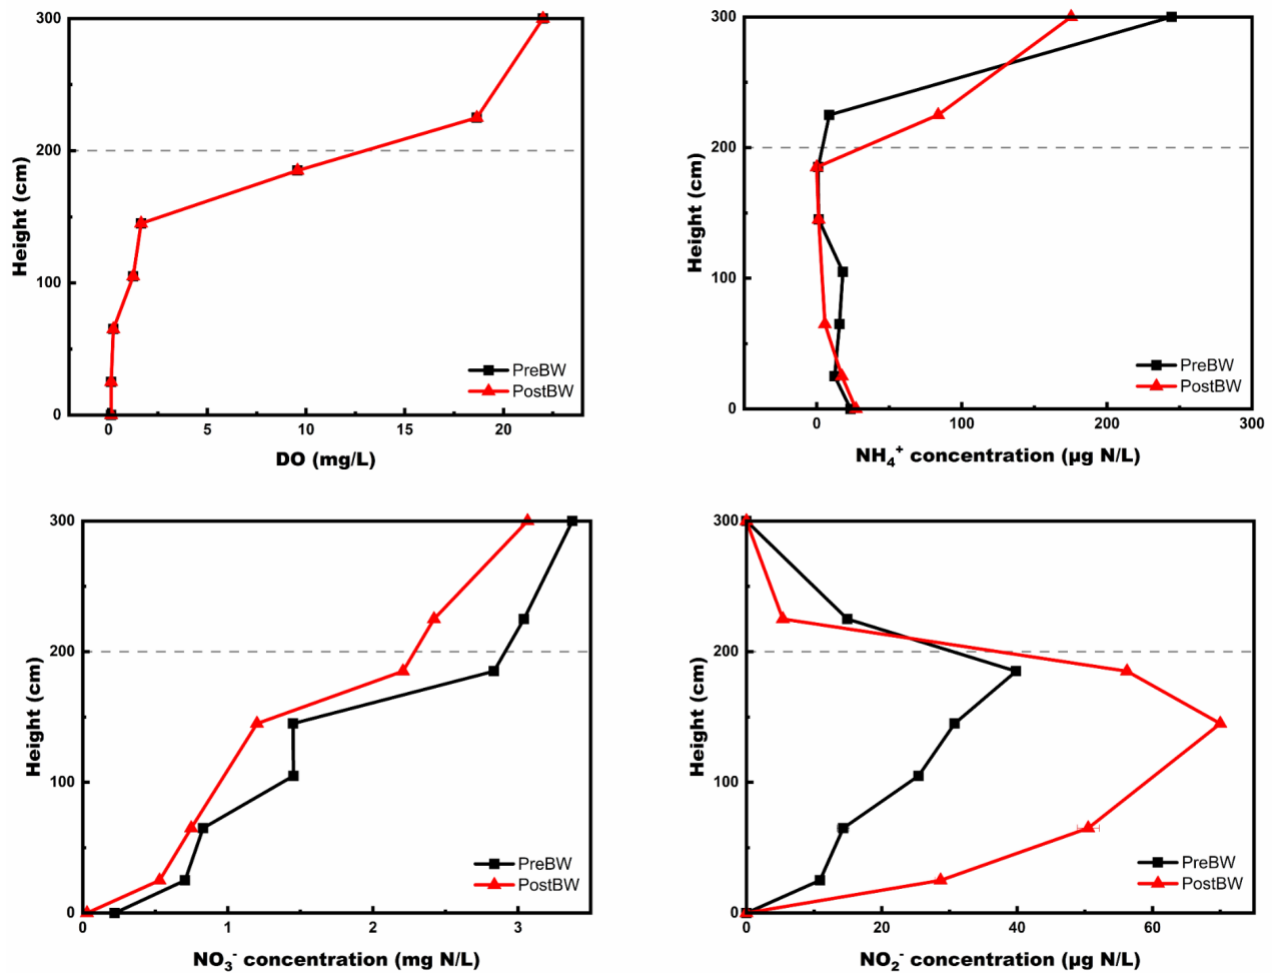 300
200
100
0
Height (cm)
0
5
10
15
20
DO (mg/L)
PreBW
PostBW
300
200
100
0
Height (cm)
0
100
200
300
NH₄⁺ concentration (µg N/L)
PreBW
PostBW
300
200
100
0
Height (cm)
0
1
2
3
NO₃⁻ concentration (mg N/L)
PreBW
PostBW
300
200
100
0
Height (cm)
0
20
40
60
NO₂⁻ concentration (µg N/L)
PreBW
PostBW